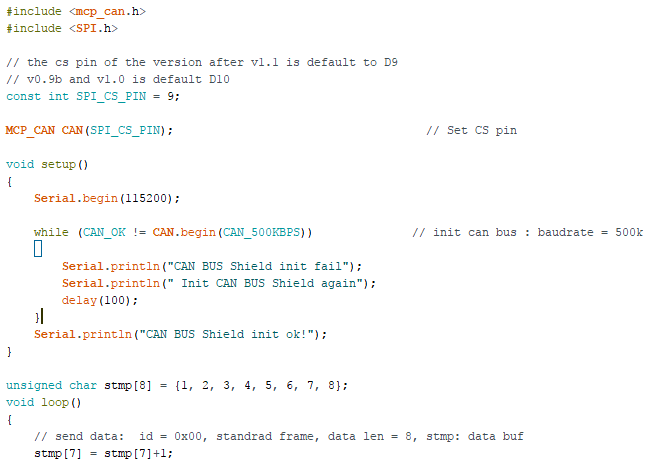 #include <mcp_can.h>
#include <SPI.h>

// the cs pin of the version after v1.1 is default to D9
// v0.9b and v1.0 is default D10
const int SPI_CS_PIN = 9;

MCP_CAN CAN(SPI_CS_PIN);                                    // Set CS pin

void setup()
{
    Serial.begin(115200);

    while (CAN_OK != CAN.begin(CAN_500KBPS))              // init can bus : baudrate = 500k
    {
        Serial.println("CAN BUS Shield init fail");
        Serial.println(" Init CAN BUS Shield again");
        delay(100);
    }
    Serial.println("CAN BUS Shield init ok!");
}

unsigned char stmp[8] = {1, 2, 3, 4, 5, 6, 7, 8};
void loop()
{
    // send data:  id = 0x00, standrad frame, data len = 8, stmp: data buf
    stmp[7] = stmp[7]+1;